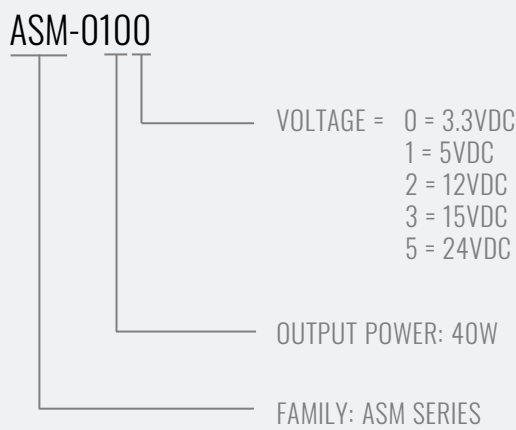 ASM-0100
VOLTAGE = 0 = 3.3VDC
1 = 5VDC
2 = 12VDC
3 = 15VDC
5 = 24VDC
OUTPUT POWER: 40W
FAMILY: ASM SERIES